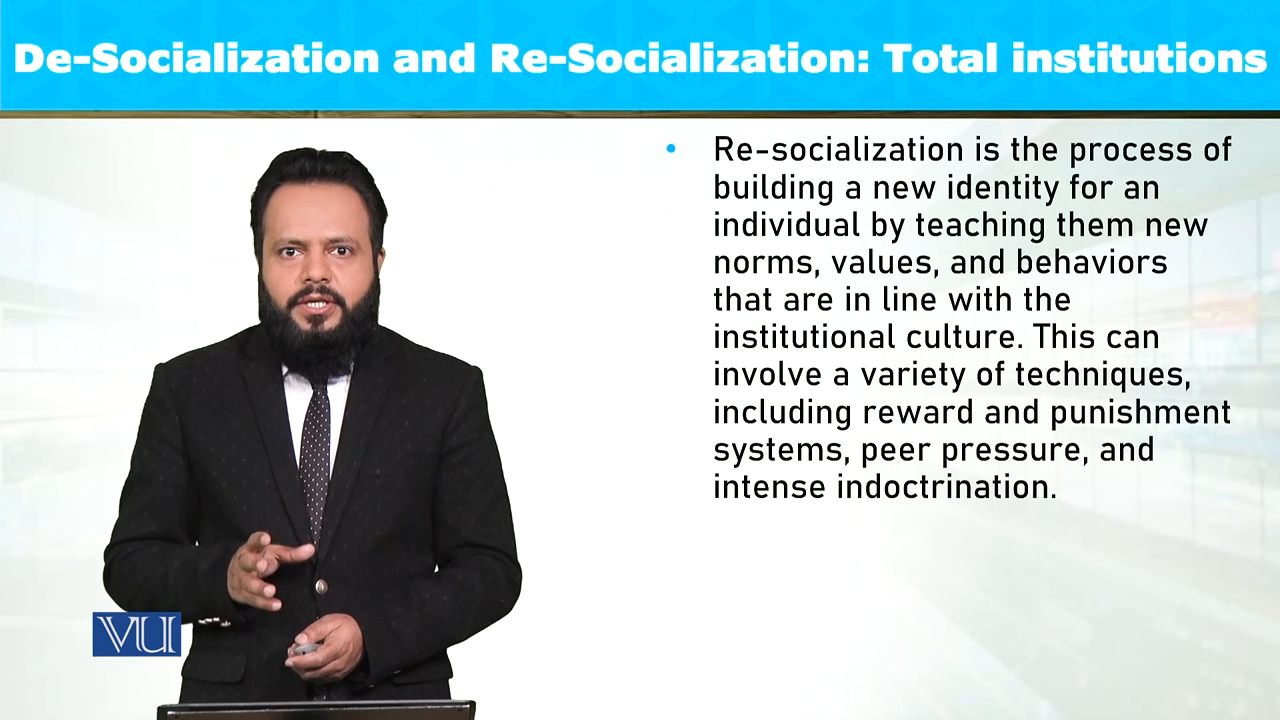 De-Socialization and Re-Socialization: Total institutions
• Re-socialization is the process of
building a new identity for an
individual by teaching them new
norms, values, and behaviors
that are in line with the
institutional culture. This can
involve a variety of techniques,
including reward and punishment
systems, peer pressure, and
intense indoctrination.
VU